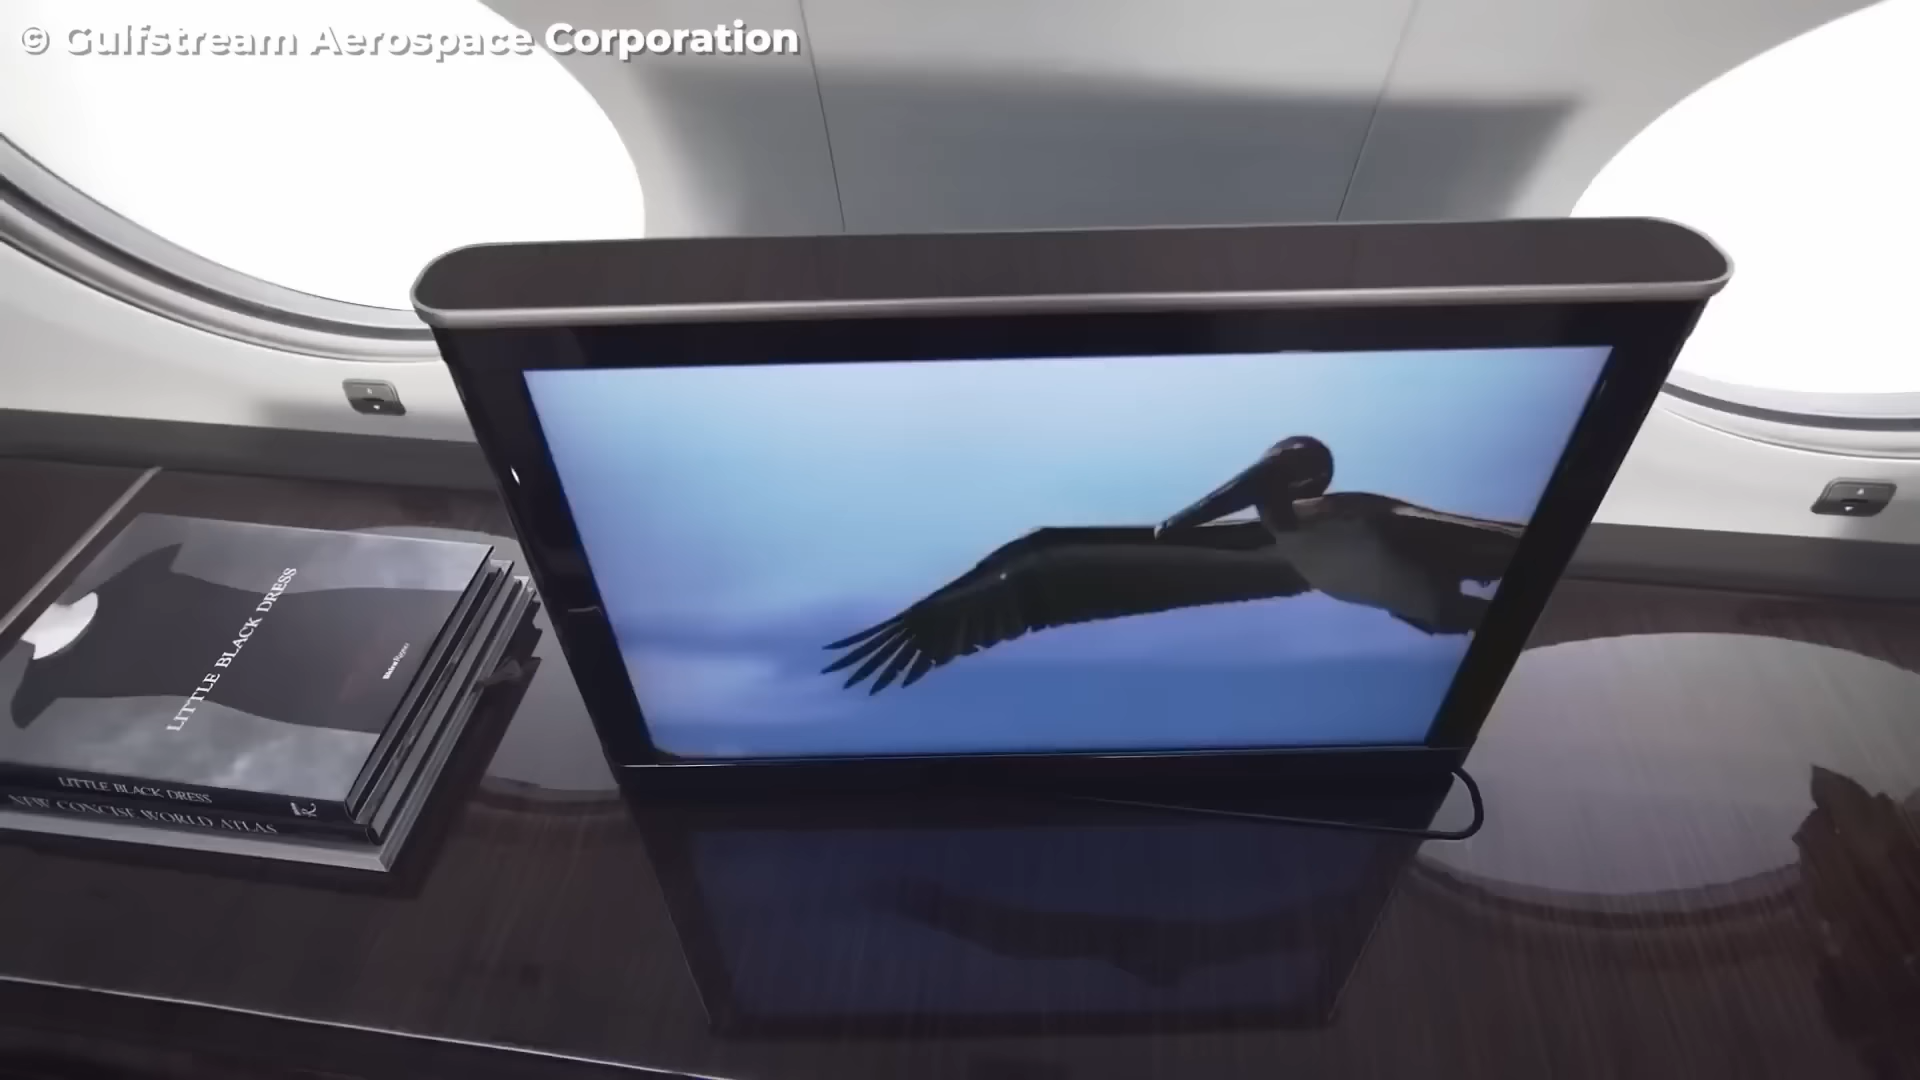 © Gulfstream Aerospace Corporation
LITTLE BLACK DRESS
LITTLE BLACK DRESS
NEW CONCISE WORLD ATLAS